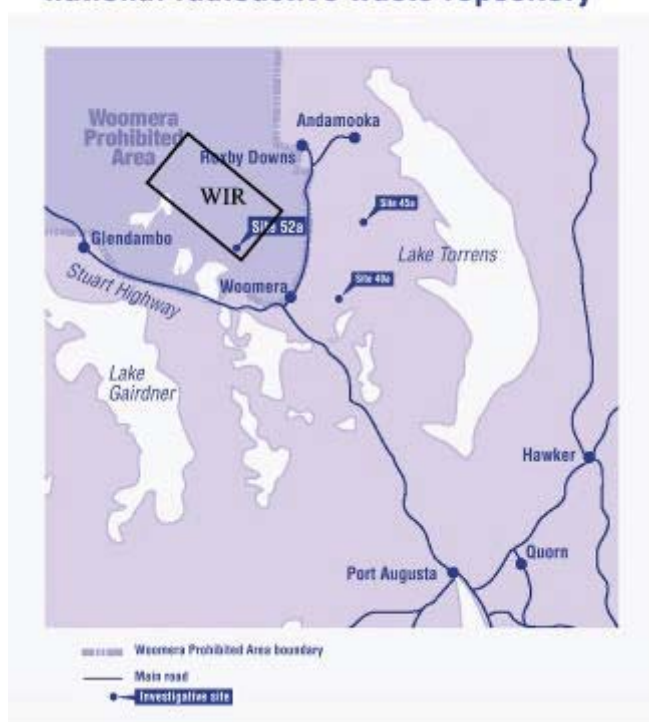 national radioactive waste repository
Woomera
Prohibited
Area
Andamooka
Roxby Downs
WIR
Site 45a
Site 52a
Glendambo
Lake Torrens
Stuart Highway
Woomera
Site 40a
Lake
Gairdner
Hawker
Quorn
Port Augusta
Woomera Prohibited Area boundary
Main road
Investigative site